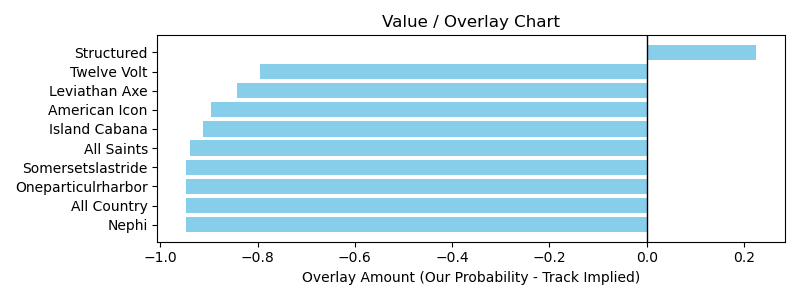 Value / Overlay Chart
Structured
Twelve Volt
Leviathan Axe
American Icon
Island Cabana
All Saints
Somersetslastride
Oneparticulrharbor
All Country
Nephi
−1.0 −0.8 −0.6 −0.4 −0.2 0.0 0.2
Overlay Amount (Our Probability - Track Implied)